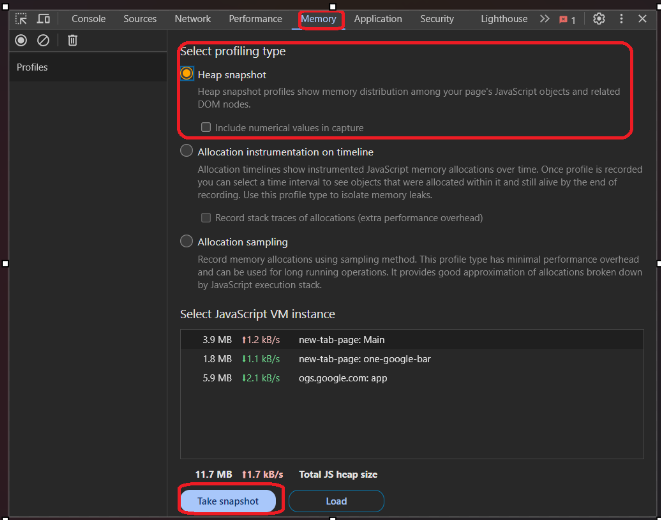 Console Sources Network Performance Memory Application Security Lighthouse 1
Profiles
Select profiling type
Heap snapshot
Heap snapshot profiles show memory distribution among your page's JavaScript objects and related
DOM nodes.
Include numerical values in capture
Allocation instrumentation on timeline
Allocation timelines show instrumented JavaScript memory allocations over time. Once profile is recorded
you can select a time interval to see objects that were allocated within it and still alive by the end of
recording. Use this profile type to isolate memory leaks.
Record stack traces of allocations (extra performance overhead)
Allocation sampling
Record memory allocations using sampling method. This profile type has minimal performance overhead
and can be used for long running operations. It provides good approximation of allocations broken down
by JavaScript execution stack.
Select JavaScript VM instance
3.9 MB ⬆1.2 kB/s new-tab-page: Main
1.8 MB ⬇1.1 kB/s new-tab-page: one-google-bar
5.9 MB ⬇2.1 kB/s ogs.google.com: app
11.7 MB ⬆1.7 kB/s Total JS heap size
Take snapshot Load